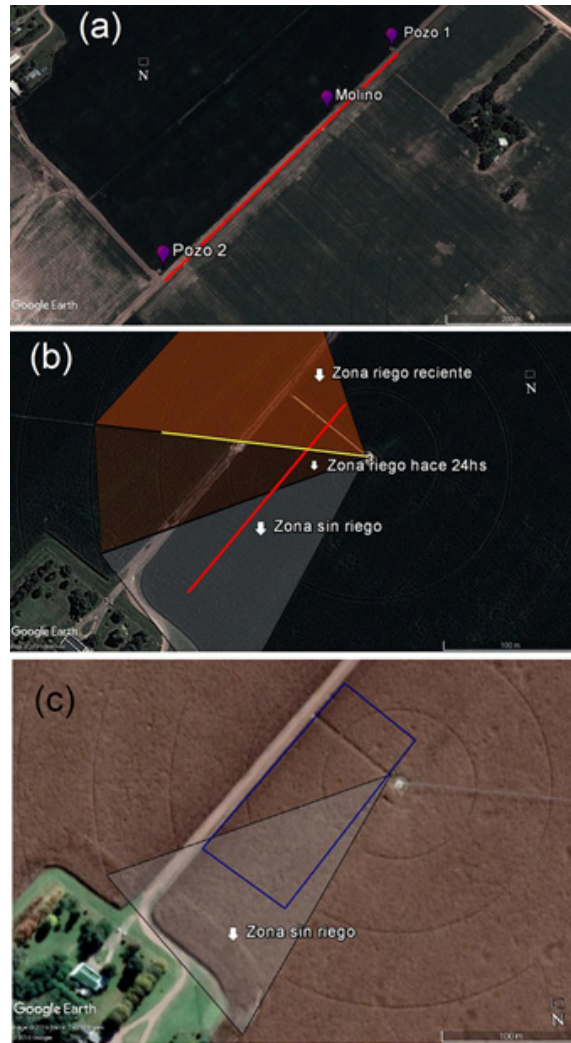 (a)
Pozo 1
N
Molino
Pozo 2
Google Earth
200 m
(b)
Zona riego reciente
N
Zona riego hace 24hs
Zona sin riego
Google Earth
100 m
(c)
Zona sin riego
Google Earth
N
100 m